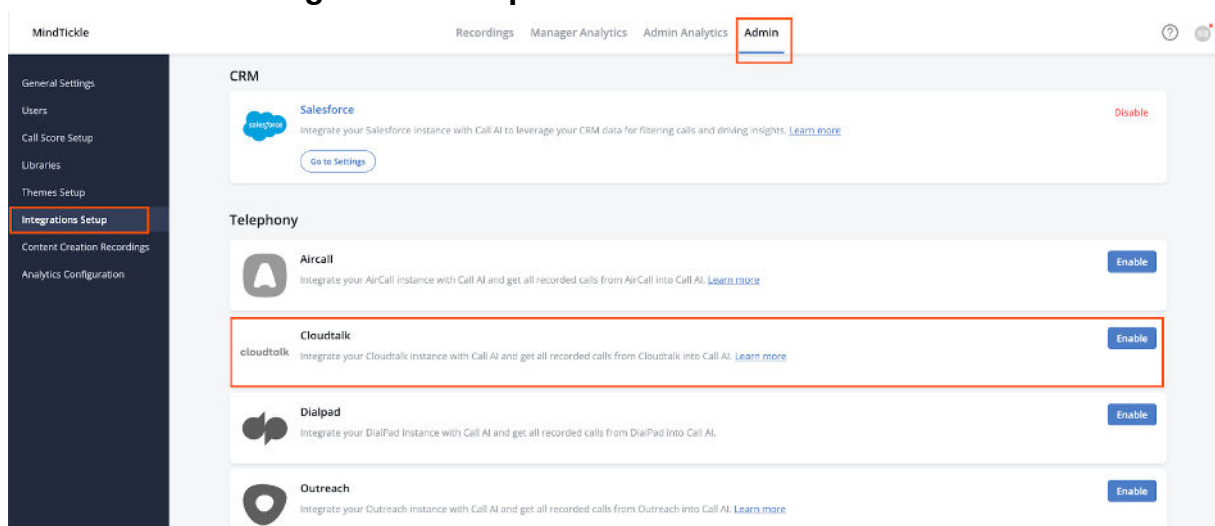 MindTickle
Recordings Manager Analytics Admin Analytics Admin
General Settings
Users
Call Score Setup
Libraries
Themes Setup
Integrations Setup
Content Creation Recordings
Analytics Configuration
CRM
salesforce
Salesforce
Disable
Integrate your Salesforce instance with Call AI to leverage your CRM data for filtering calls and driving insights. Learn more
Go to Settings
Telephony
Aircall
Enable
Integrate your AirCall instance with Call AI and get all recorded calls from AirCall into Call AI. Learn more
cloudtalk
Cloudtalk
Enable
Integrate your Cloudtalk instance with Call AI and get all recorded calls from Cloudtalk into Call AI. Learn more
Dialpad
Enable
Integrate your DialPad instance with Call AI and get all recorded calls from DialPad into Call AI.
Outreach
Enable
Integrate your Outreach instance with Call AI and get all recorded calls from Outreach into Call AI. Learn more